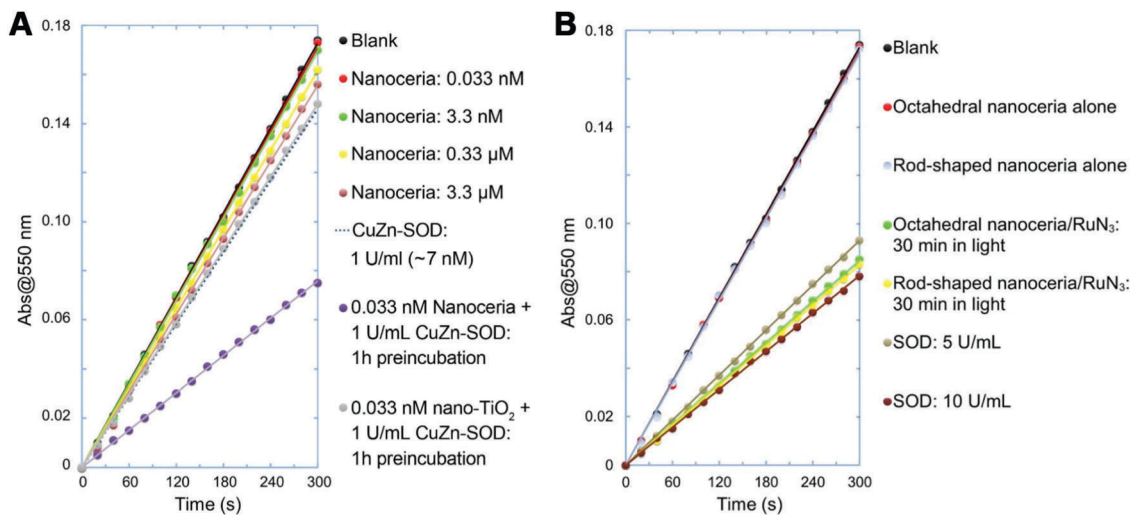 A
0.18
0.14
0.10
0.06
0.02
0
0 60 120 180 240 300
Abs@550 nm
Time (s)
Blank
Nanoceria: 0.033 nM
Nanoceria: 3.3 nM
Nanoceria: 0.33 µM
Nanoceria: 3.3 µM
CuZn-SOD:
1 U/ml (~7 nM)
0.033 nM Nanoceria +
1 U/mL CuZn-SOD:
1h preincubation
0.033 nM nano-TiO₂ +
1 U/mL CuZn-SOD:
1h preincubation
B
0.18
0.14
0.10
0.06
0.02
0
0 60 120 180 240 300
Abs@550 nm
Time (s)
Blank
Octahedral nanoceria alone
Rod-shaped nanoceria alone
Octahedral nanoceria/RuN₃:
30 min in light
Rod-shaped nanoceria/RuN₃:
30 min in light
SOD: 5 U/mL
SOD: 10 U/mL